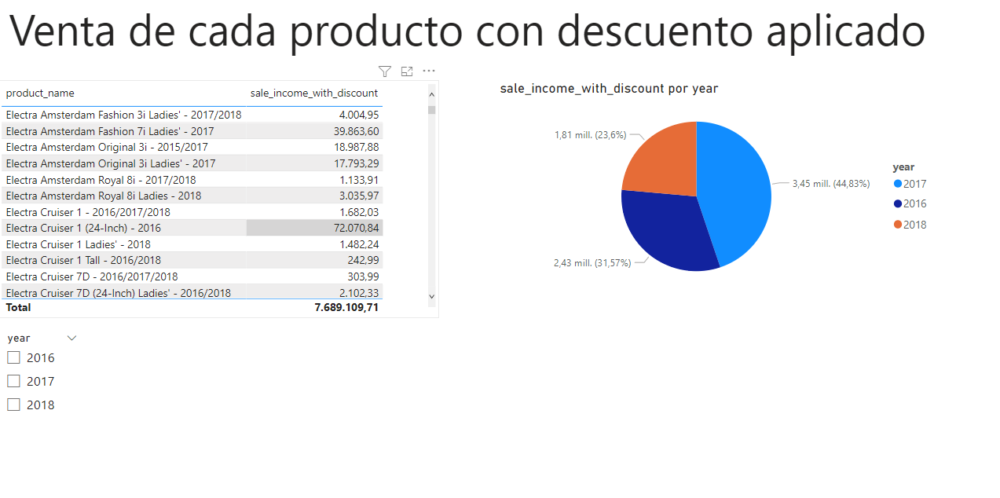 Venta de cada producto con descuento aplicado
product_name sale_income_with_discount
Electra Amsterdam Fashion 3i Ladies' - 2017/2018 4.004,95
Electra Amsterdam Fashion 7i Ladies' - 2017 39.863,60
Electra Amsterdam Original 3i - 2015/2017 18.987,88
Electra Amsterdam Original 3i Ladies' - 2017 17.793,29
Electra Amsterdam Royal 8i - 2017/2018 1.133,91
Electra Amsterdam Royal 8i Ladies - 2018 3.035,97
Electra Cruiser 1 - 2016/2017/2018 1.682,03
Electra Cruiser 1 (24-Inch) - 2016 72.070,84
Electra Cruiser 1 Ladies' - 2018 1.482,24
Electra Cruiser 1 Tall - 2016/2018 242,99
Electra Cruiser 7D - 2016/2017/2018 303,99
Electra Cruiser 7D (24-Inch) Ladies' - 2016/2018 2.102,33
Total 7.689.109,71
year
2016
2017
2018
sale_income_with_discount por year
1,81 mill. (23,6%)
3,45 mill. (44,83%)
2,43 mill. (31,57%)
year
2017
2016
2018